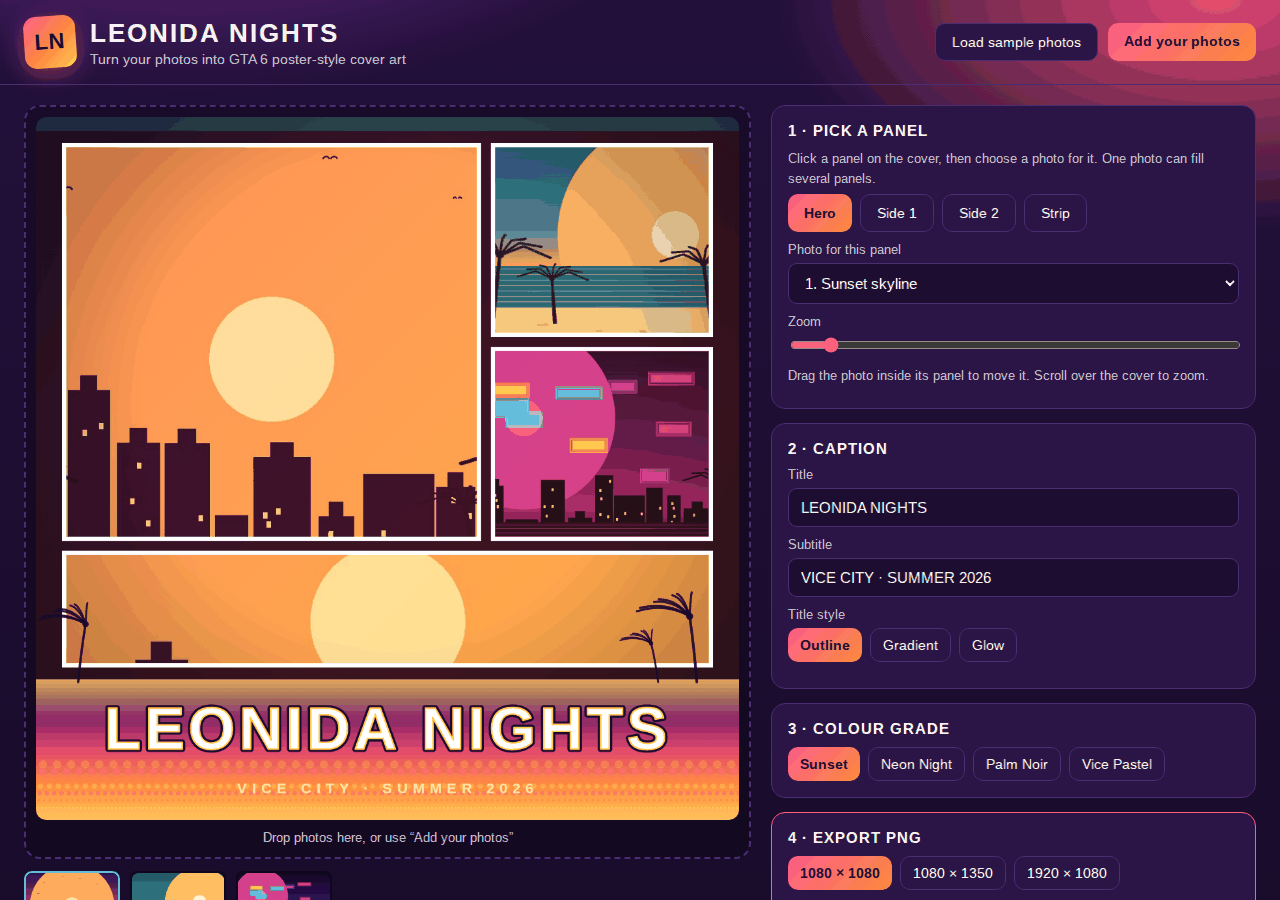 LN
LEONIDA NIGHTS
Turn your photos into GTA 6 poster-style cover art
Load sample photos
Add your photos
LEONIDA NIGHTS
VICE CITY · SUMMER 2026
Drop photos here, or use “Add your photos”
1 · PICK A PANEL
Click a panel on the cover, then choose a photo for it. One photo can fill
several panels.
Hero
Side 1
Side 2
Strip
Photo for this panel
1. Sunset skyline
Zoom
Drag the photo inside its panel to move it. Scroll over the cover to zoom.
2 · CAPTION
Title
LEONIDA NIGHTS
Subtitle
VICE CITY · SUMMER 2026
Title style
Outline
Gradient
Glow
3 · COLOUR GRADE
Sunset
Neon Night
Palm Noir
Vice Pastel
4 · EXPORT PNG
1080 × 1080
1080 × 1350
1920 × 1080